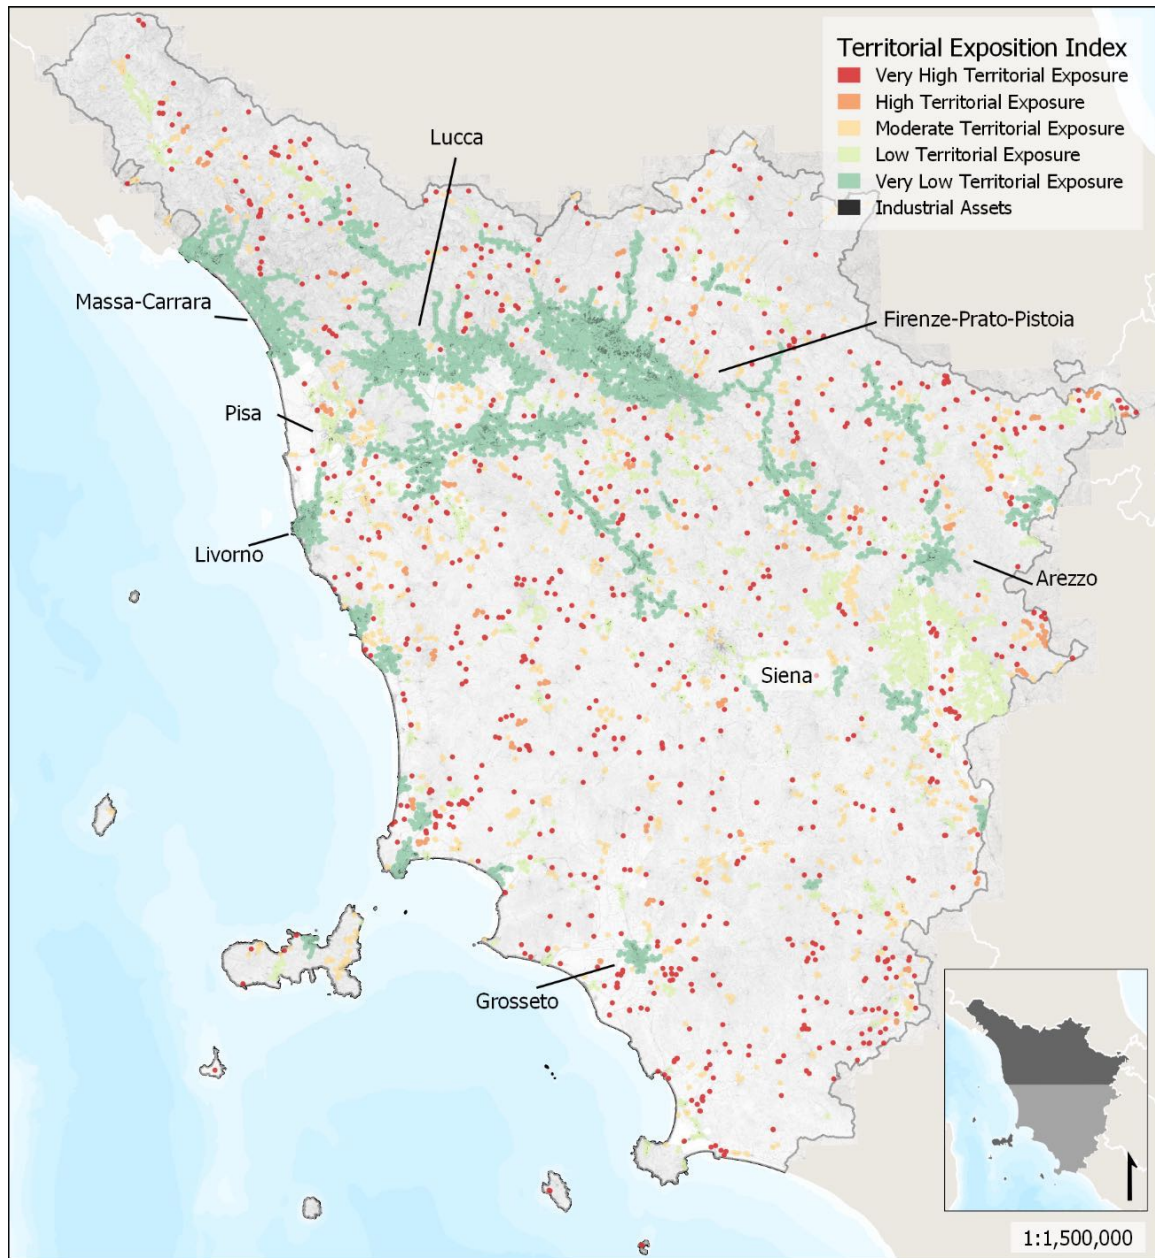 Territorial Exposition Index
Very High Territorial Exposure
High Territorial Exposure
Moderate Territorial Exposure
Low Territorial Exposure
Very Low Territorial Exposure
Industrial Assets
Lucca
Massa-Carrara
Firenze-Prato-Pistoia
Pisa
Livorno
Arezzo
Siena
Grosseto
1:1,500,000